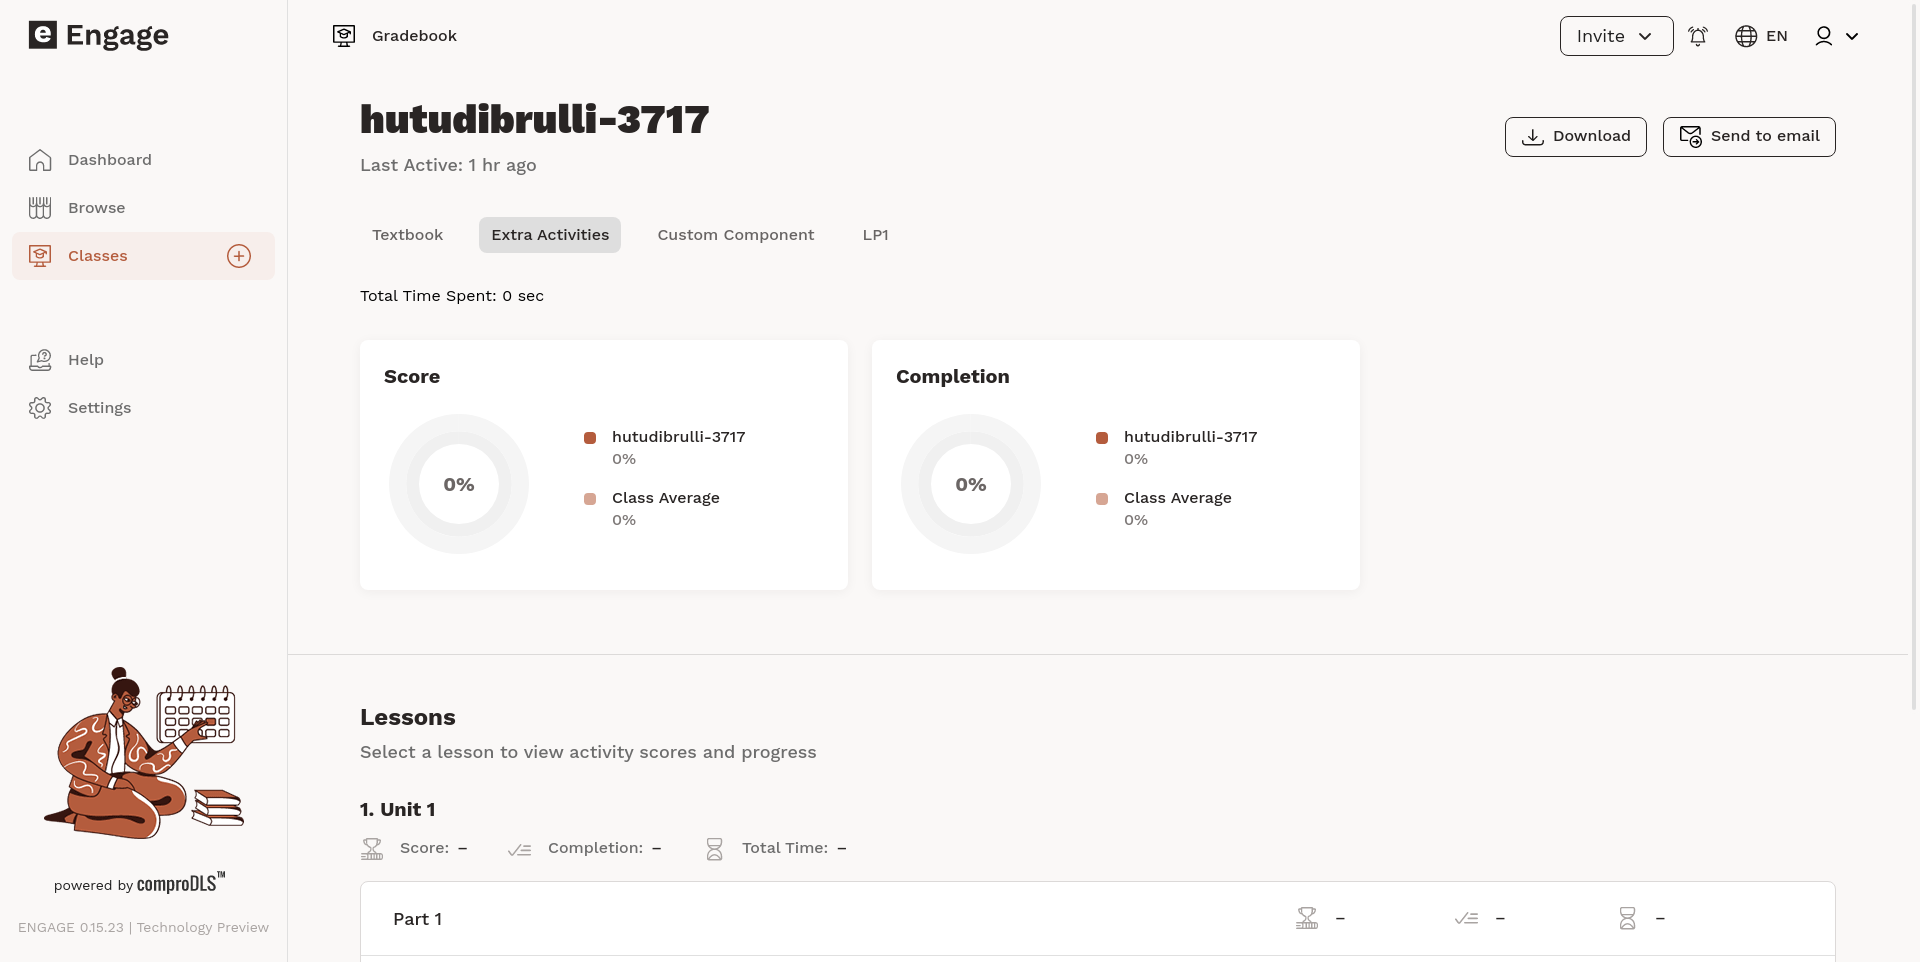 e Engage
Gradebook
Invite
EN
Dashboard
Browse
Classes
Help
Settings
powered by comproDLS™
ENGAGE 0.15.23 | Technology Preview
hutudibrulli-3717
Last Active: 1 hr ago
Download
Send to email
Textbook
Extra Activities
Custom Component
LP1
Total Time Spent: 0 sec
Score
0%
hutudibrulli-3717
0%
Class Average
0%
Completion
0%
hutudibrulli-3717
0%
Class Average
0%
Lessons
Select a lesson to view activity scores and progress
1. Unit 1
Score: – Completion: – Total Time: –
Part 1 – – –